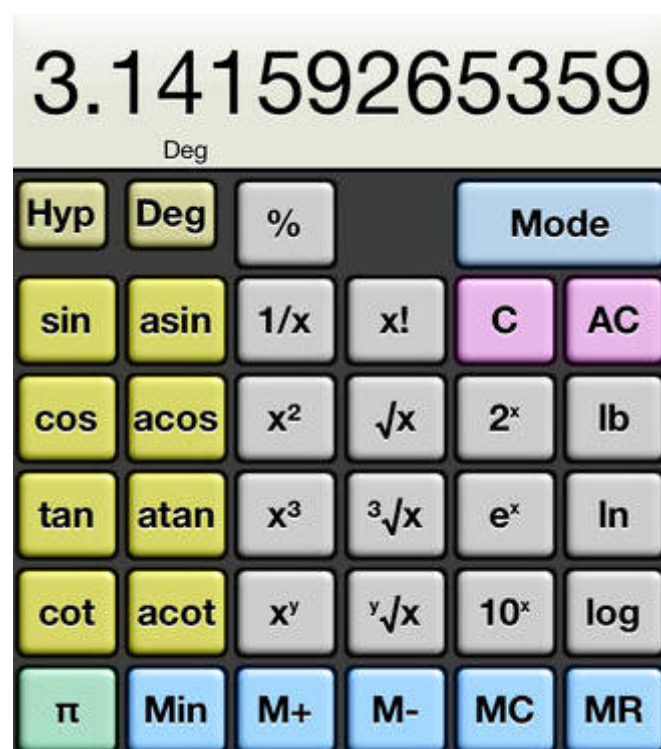 3.14159265359
Deg
Hyp Deg % Mode
sin asin 1/x x! C AC
cos acos x² √x 2ˣ lb
tan atan x³ ³√x eˣ ln
cot acot xʸ ʸ√x 10ˣ log
π Min M+ M- MC MR